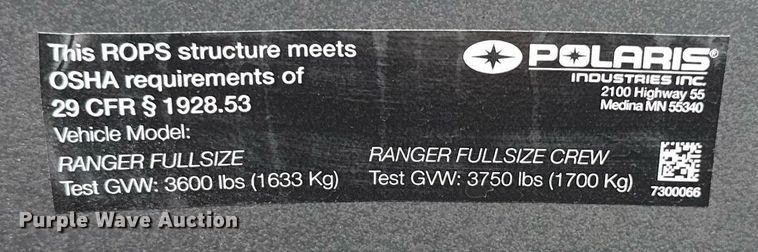 This ROPS structure meets
OSHA requirements of
29 CFR § 1928.53
Vehicle Model:
RANGER FULLSIZE
Test GVW: 3600 lbs (1633 Kg)
POLARIS®
INDUSTRIES INC.
2100 Highway 55
Medina MN 55340
RANGER FULLSIZE CREW
Test GVW: 3750 lbs (1700 Kg)
7300066
Purple Wave Auction